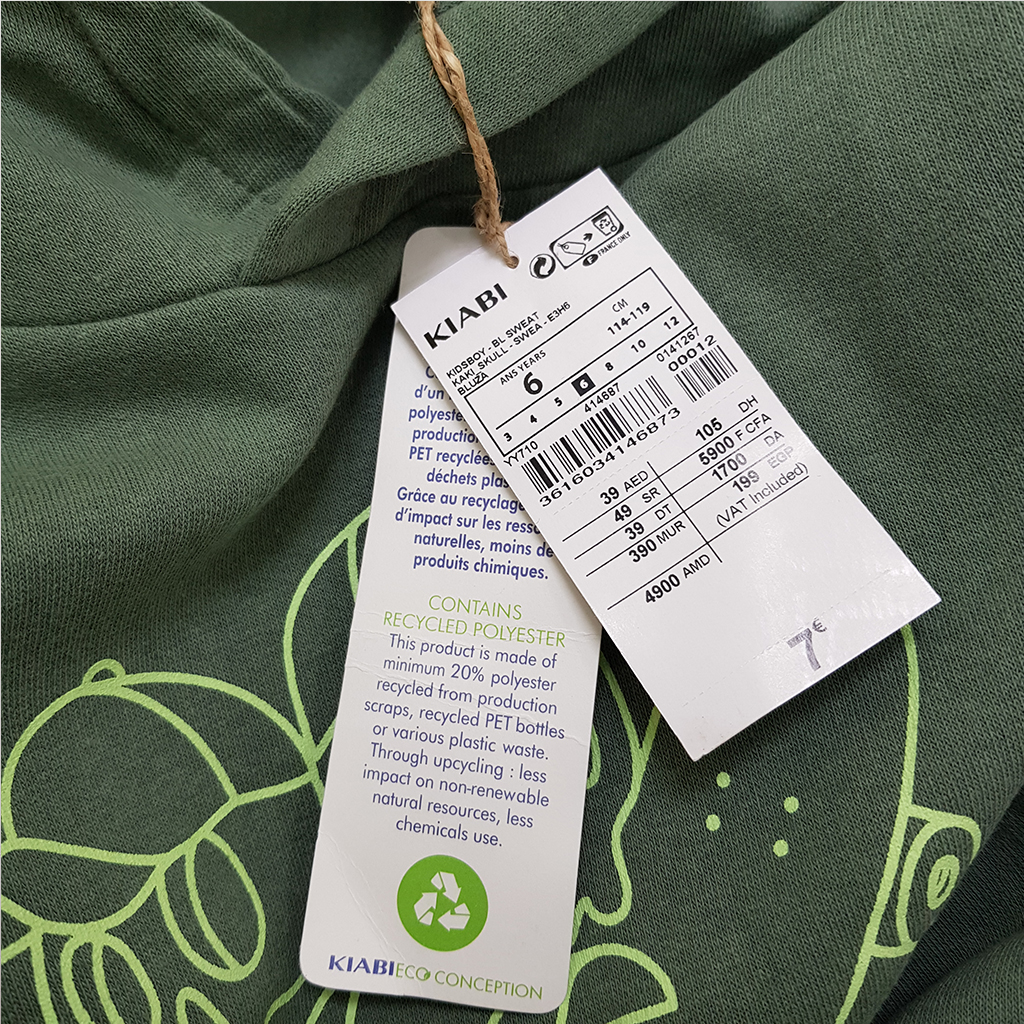 FRANCE ONLY
KIABI
KIDSBOY - BL SWEAT
KAKI_SKULL - SWEA - E3H6
BLUZA
ANS YEARS
CM
6
114-119
3 4 5 6 8 10 12
YY710
414687
0141267
00012
3616034146873
39 AED
105 DH
49 SR
5900 F CFA
39 DT
1700 DA
390 MUR
199 EGP
(VAT Included)
4900 AMD
7€
d'un
polyeste
production
PET recyclée
déchets plas
Grâce au recyclage
d'impact sur les resso
naturelles, moins de
produits chimiques.
CONTAINS
RECYCLED POLYESTER
This product is made of
minimum 20% polyester
recycled from production
scraps, recycled PET bottles
or various plastic waste.
Through upcycling : less
impact on non-renewable
natural resources, less
chemicals use.
KIABI ECO CONCEPTION